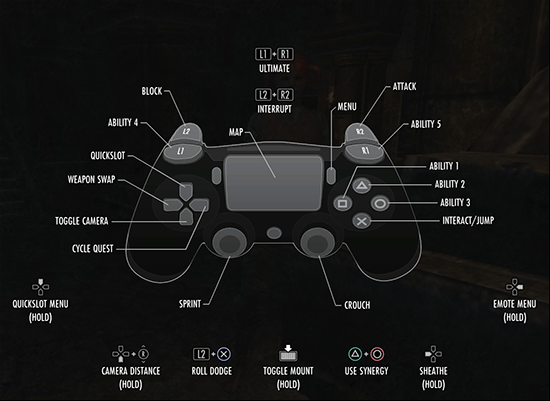 L1 + R1
ULTIMATE
L2 + R2
INTERRUPT
BLOCK
ATTACK
MENU
ABILITY 4
L2
R2
ABILITY 5
MAP
L1
R1
QUICKSLOT
ABILITY 1
WEAPON SWAP
ABILITY 2
ABILITY 3
TOGGLE CAMERA
INTERACT/JUMP
CYCLE QUEST
QUICKSLOT MENU
(HOLD)
SPRINT
CROUCH
EMOTE MENU
(HOLD)
+ R
CAMERA DISTANCE
(HOLD)
L2 +
ROLL DODGE
TOGGLE MOUNT
(HOLD)
+
USE SYNERGY
SHEATHE
(HOLD)